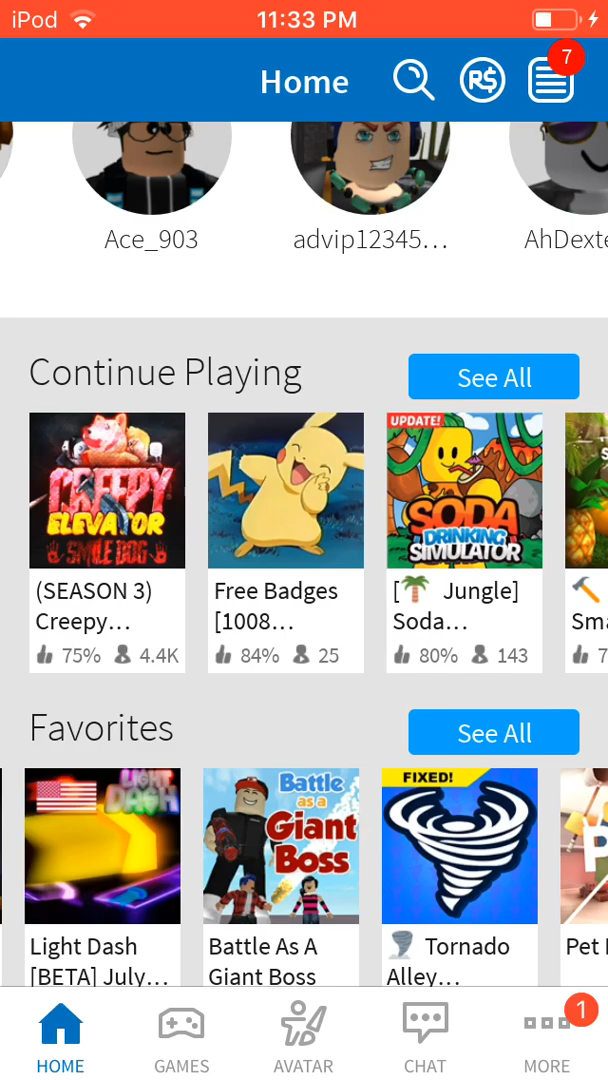 iPod 11:33 PM
Home R$ 7
Ace_903 advip12345... AhDexte
Continue Playing See All
CREEPY
ELEVATOR
SMILE DOG
UPDATE!
SODA
DRINKING
SIMULATOR
(SEASON 3)
Creepy...
75% 4.4K
Free Badges
[1008...
84% 25
[🌴 Jungle]
Soda...
80% 143
🔨
Sma
7
Favorites See All
LIGHT
DASH
Battle
as a
Giant
Boss
FIXED!
P
Light Dash
[BETA] July...
Battle As A
Giant Boss
🌪 Tornado
Alley...
Pet
HOME GAMES AVATAR CHAT MORE 1